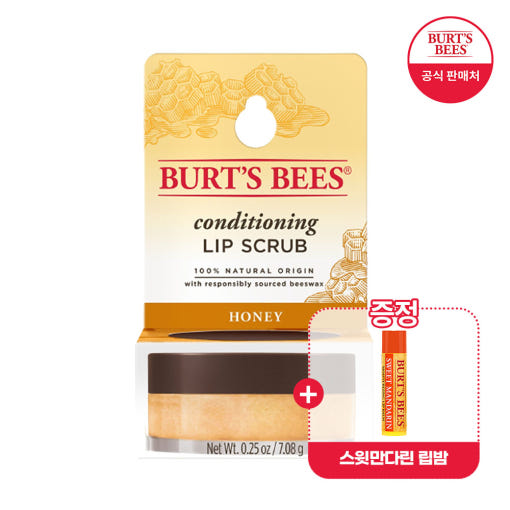 BURT'S BEES
공식 판매처
BURT'S BEES®
conditioning
LIP SCRUB
100% NATURAL ORIGIN
with responsibly sourced beeswax
HONEY
Net Wt. 0.25 oz / 7.08 g
증정
+
BURT'S BEES
SWEET MANDARIN
스윗만다린 립밤